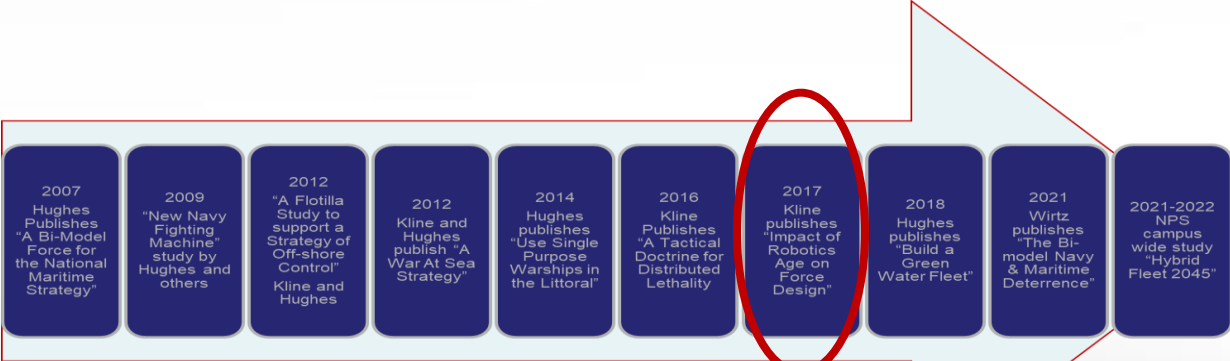 2007
Hughes
Publishes
“A Bi-Model
Force for
the National
Maritime
Strategy”
2009
“New Navy
Fighting
Machine”
study by
Hughes and
others
2012
“A Flotilla
Study to
support a
Strategy of
Off-shore
Control”
Kline and
Hughes
2012
Kline and
Hughes
publish “A
War At Sea
Strategy”
2014
Hughes
publishes
“Use Single
Purpose
Warships in
the Littoral”
2016
Kline
Publishes
“A Tactical
Doctrine for
Distributed
Lethality
2017
Kline
publishes
“Impact of
Robotics
Age on
Force
Design”
2018
Hughes
publishes
“Build a
Green
Water Fleet”
2021
Wirtz
publishes
“The Bi-
model Navy
& Maritime
Deterrence”
2021-2022
NPS
campus
wide study
“Hybrid
Fleet 2045”